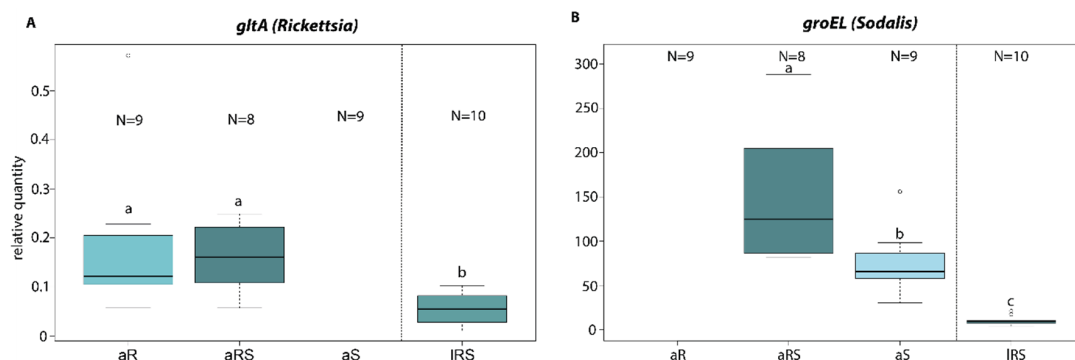 A
gltA (Rickettsia)
relative quantity
0.5
0.4
0.3
0.2
0.1
0
N=9
N=8
N=9
N=10
a
a
b
aR
aRS
aS
lRS
B
groEL (Sodalis)
300
250
200
150
100
50
0
N=9
N=8
N=9
N=10
a
b
c
aR
aRS
aS
lRS